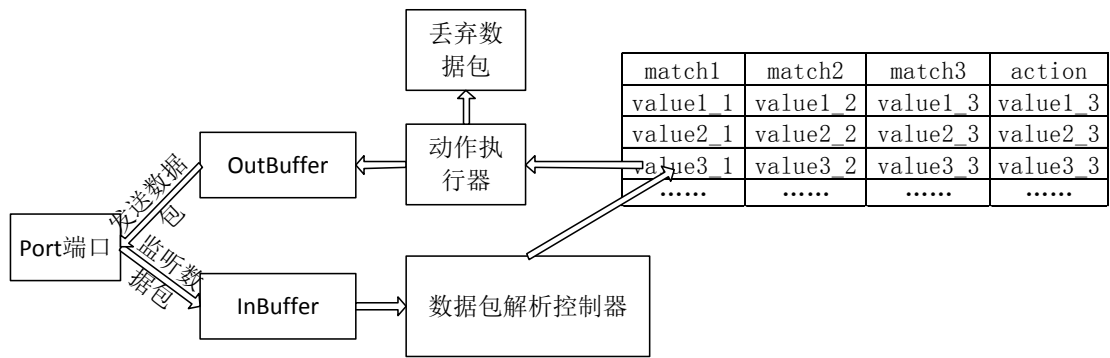 丢弃数
据包
match1 match2 match3 action
value1_1 value1_2 value1_3 value1_3
value2_1 value2_2 value2_3 value2_3
value3_1 value3_2 value3_3 value3_3
…… …… …… ……
动作执
行器
OutBuffer
发送数据
包
Port端口
监听数
据包
InBuffer
数据包解析控制器